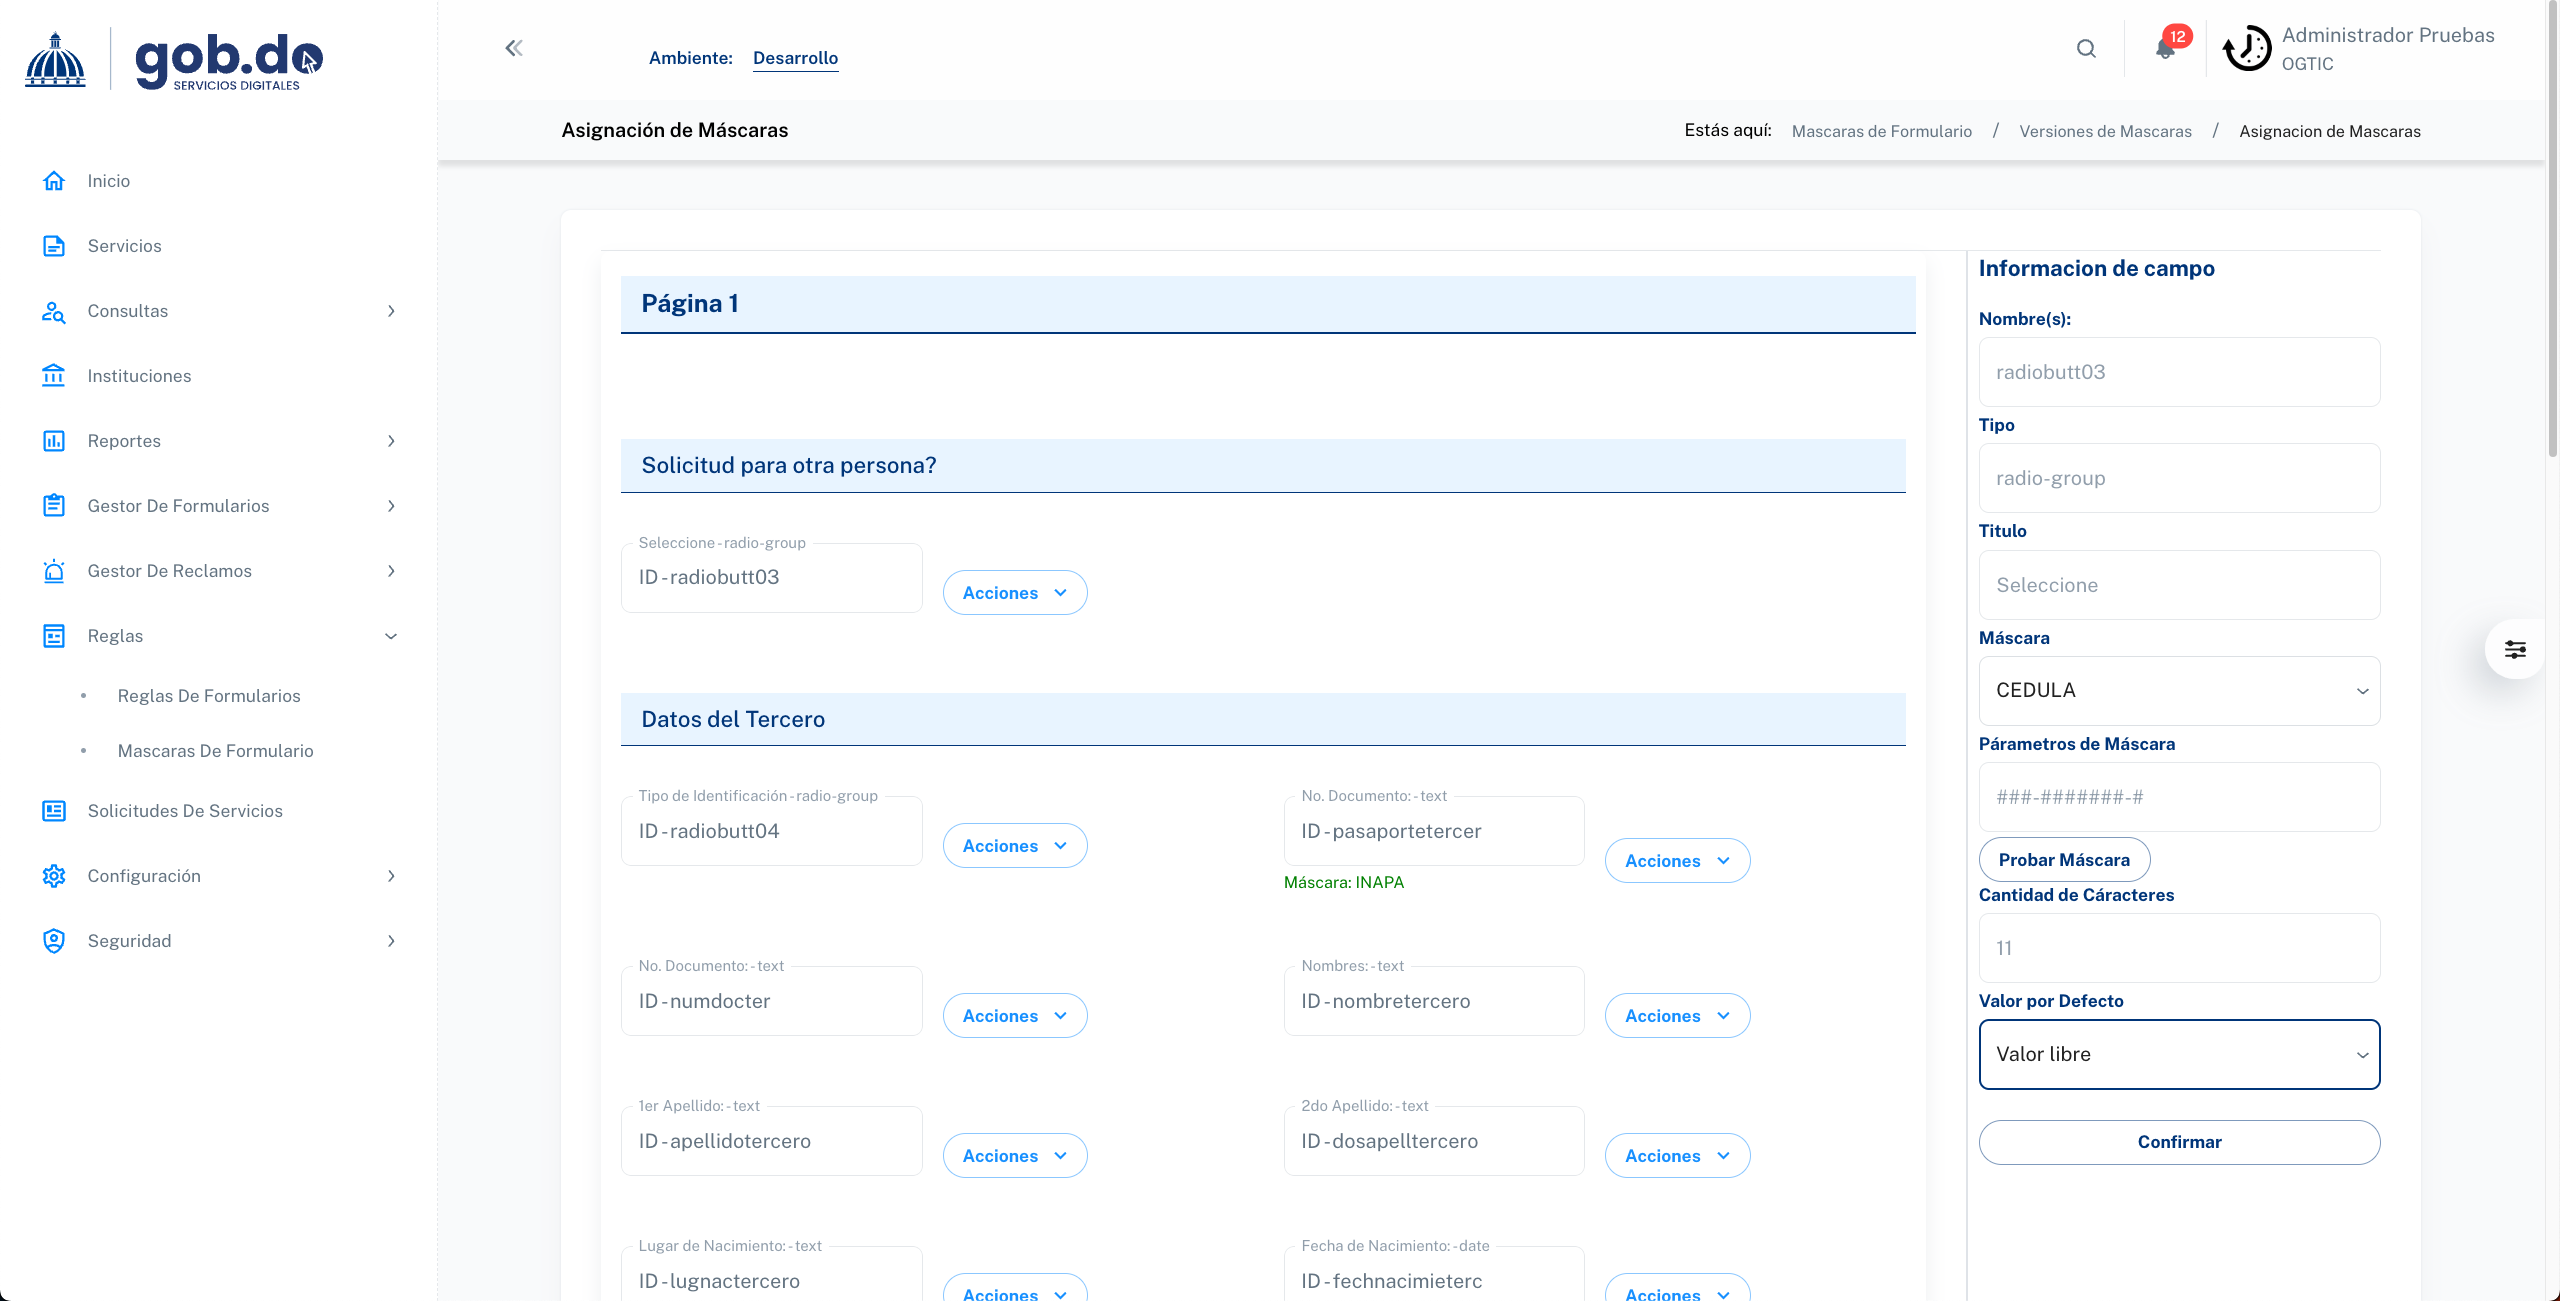 gob.do
SERVICIOS DIGITALES
Ambiente: Desarrollo
12
Administrador Pruebas
OGTIC
Asignación de Máscaras
Estás aquí: Mascaras de Formulario / Versiones de Mascaras / Asignacion de Mascaras
Inicio
Servicios
Consultas
Instituciones
Reportes
Gestor De Formularios
Gestor De Reclamos
Reglas
Reglas De Formularios
Mascaras De Formulario
Solicitudes De Servicios
Configuración
Seguridad
Página 1
Solicitud para otra persona?
Seleccione - radio-group
ID - radiobutt03
Acciones
Datos del Tercero
Tipo de Identificación - radio-group
ID - radiobutt04
Acciones
No. Documento: - text
ID - pasaportetercer
Acciones
Máscara: INAPA
No. Documento: - text
ID - numdocter
Acciones
Nombres: - text
ID - nombretercero
Acciones
1er Apellido: - text
ID - apellidotercero
Acciones
2do Apellido: - text
ID - dosapelltercero
Acciones
Lugar de Nacimiento: - text
ID - lugnactercero
Acciones
Fecha de Nacimiento: - date
ID - fechnacimieterc
Acciones
Informacion de campo
Nombre(s):
radiobutt03
Tipo
radio-group
Titulo
Seleccione
Máscara
CEDULA
Párametros de Máscara
###-#######-#
Probar Máscara
Cantidad de Cáracteres
11
Valor por Defecto
Valor libre
Confirmar